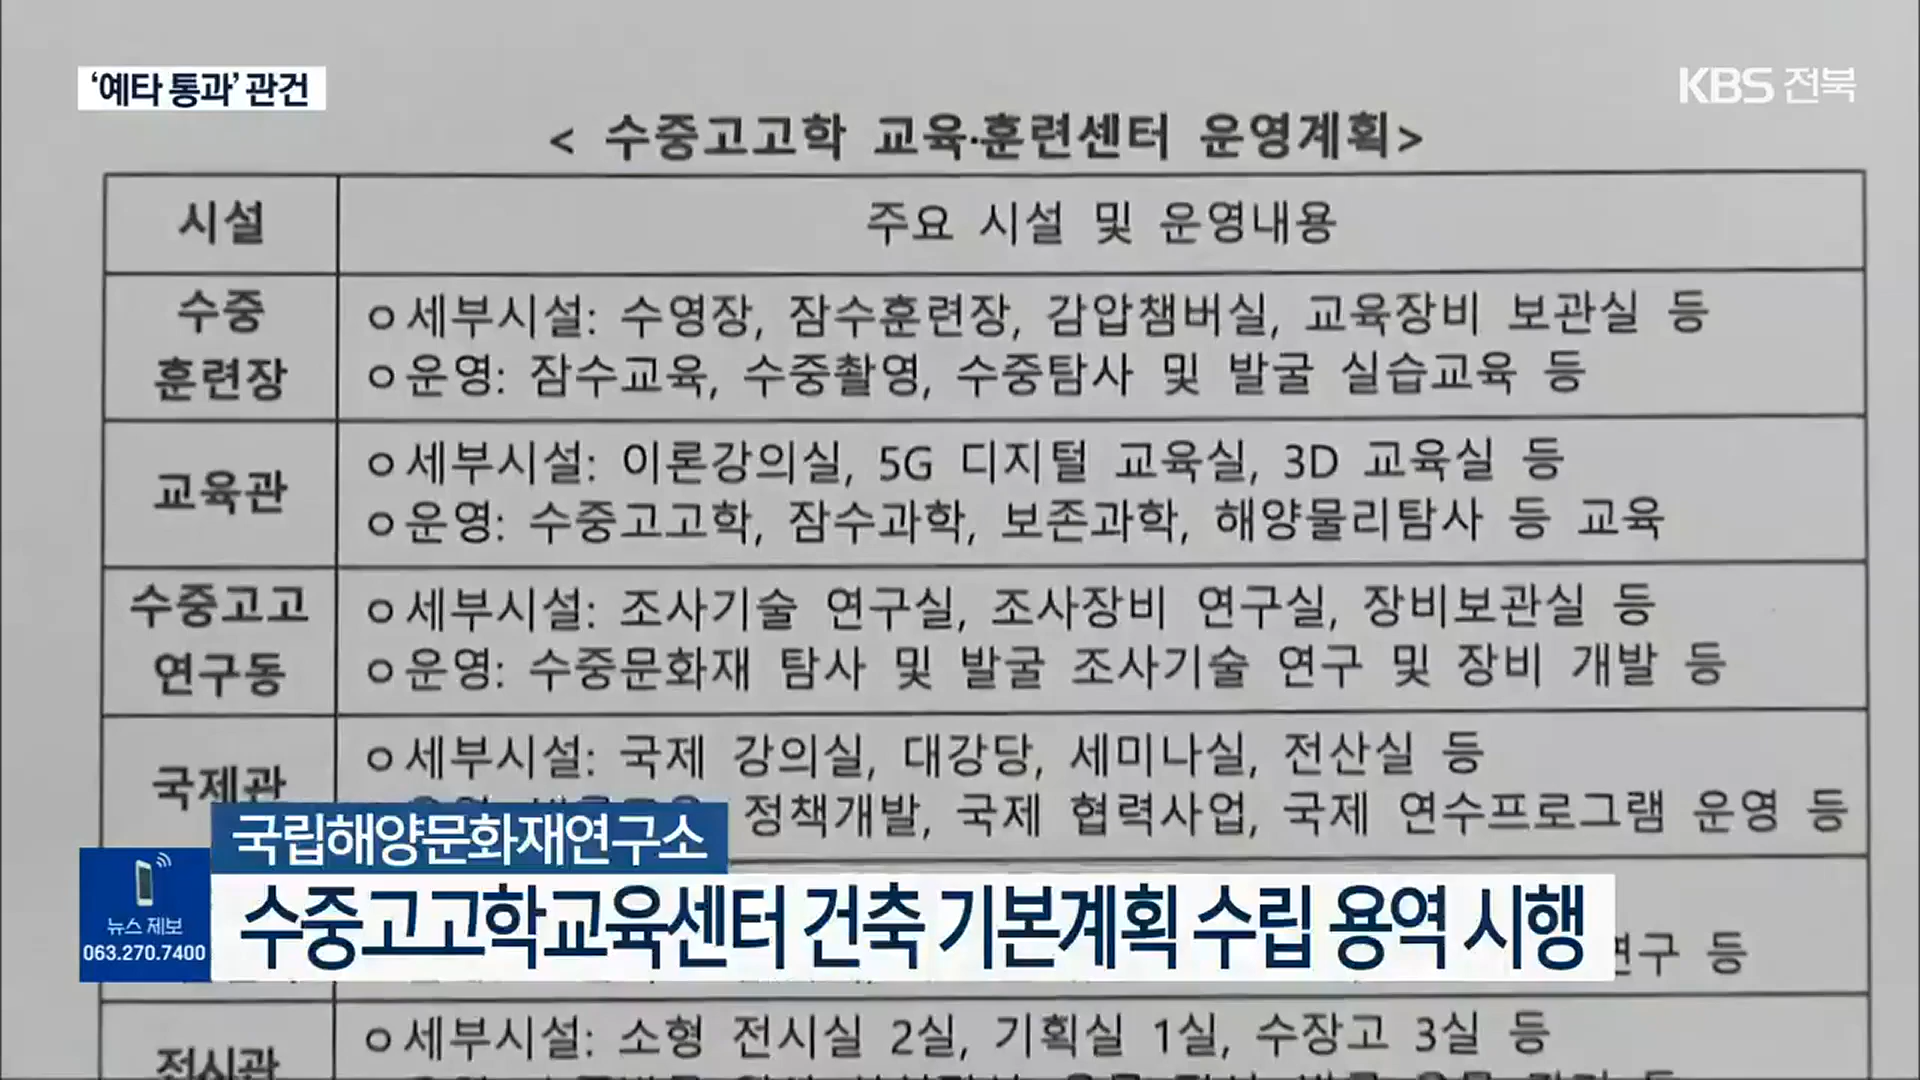 ‘예타 통과’ 관건
KBS 전북
< 수중고고학 교육·훈련센터 운영계획>
시설
주요 시설 및 운영내용
수중
훈련장
ㅇ세부시설: 수영장, 잠수훈련장, 감압챔버실, 교육장비 보관실 등
ㅇ운영: 잠수교육, 수중촬영, 수중탐사 및 발굴 실습교육 등
교육관
ㅇ세부시설: 이론강의실, 5G 디지털 교육실, 3D 교육실 등
ㅇ운영: 수중고고학, 잠수과학, 보존과학, 해양물리탐사 등 교육
수중고고
연구동
ㅇ세부시설: 조사기술 연구실, 조사장비 연구실, 장비보관실 등
ㅇ운영: 수중문화재 탐사 및 발굴 조사기술 연구 및 장비 개발 등
국제관
ㅇ세부시설: 국제 강의실, 대강당, 세미나실, 전산실 등
정책개발, 국제 협력사업, 국제 연수프로그램 운영 등
국립해양문화재연구소
수중고고학교육센터 건축 기본계획 수립 용역 시행
뉴스 제보
063.270.7400
연구 등
전시관
ㅇ세부시설: 소형 전시실 2실, 기획실 1실, 수장고 3실 등